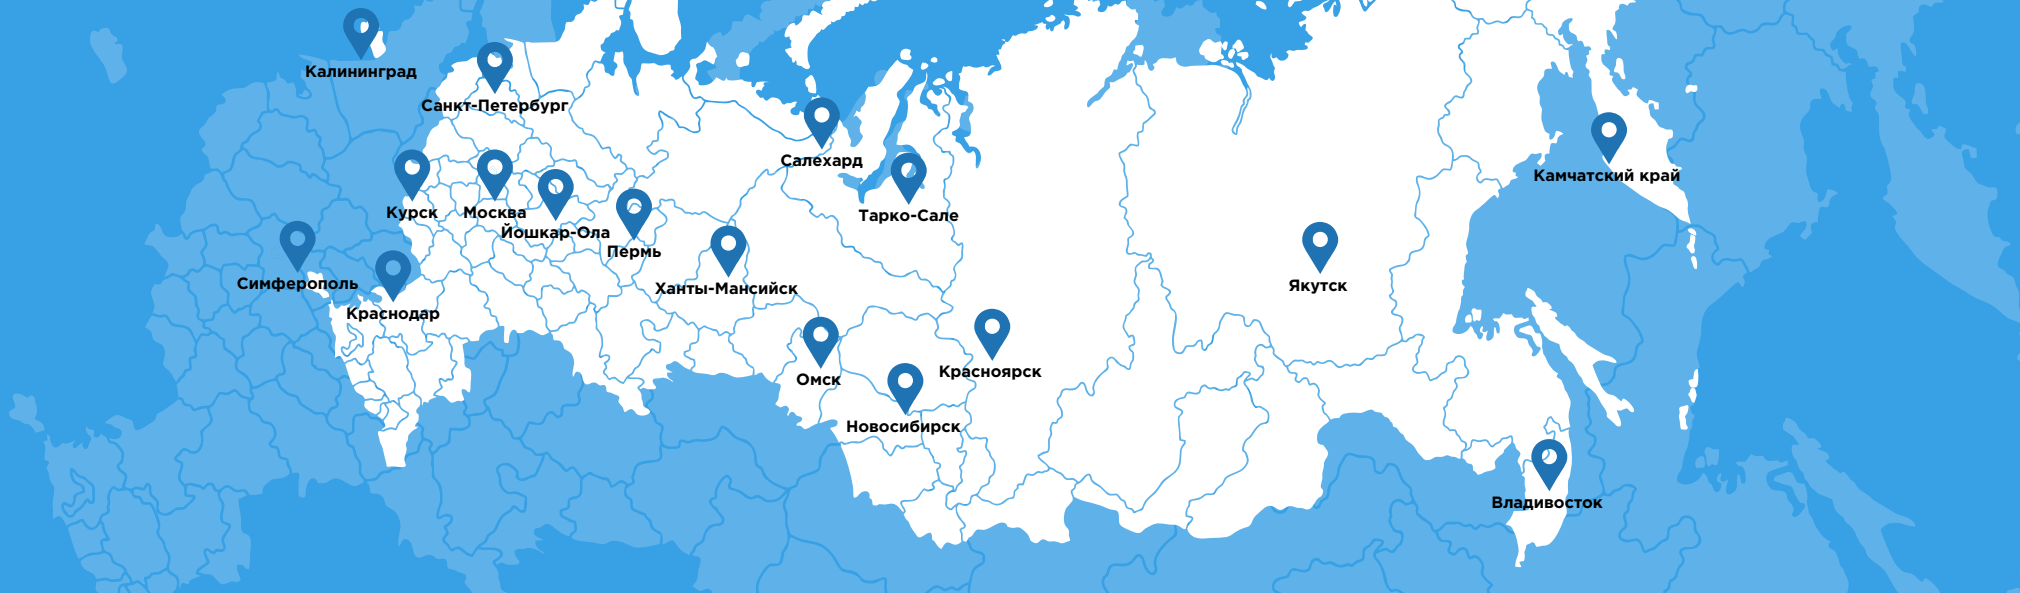 Калининград
Санкт-Петербург
Салехард
Камчатский край
Курск
Москва
Тарко-Сале
Йошкар-Ола
Пермь
Симферополь
Ханты-Мансийск
Якутск
Краснодар
Красноярск
Омск
Новосибирск
Владивосток